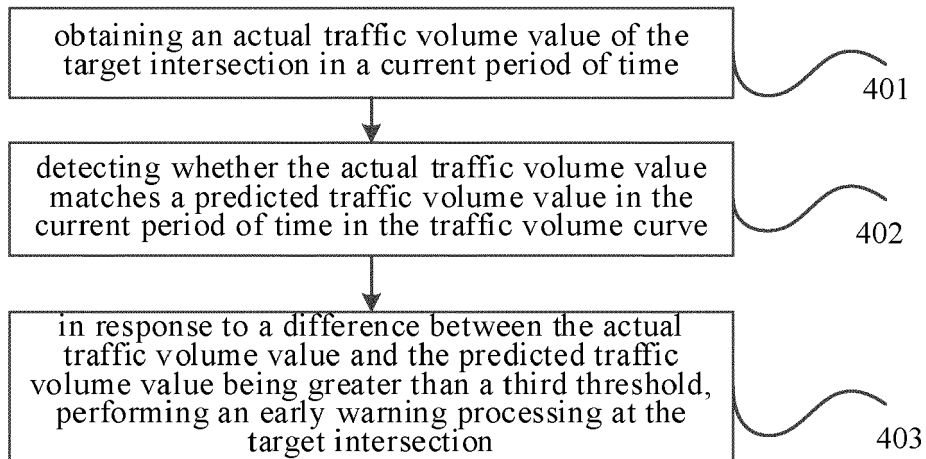 obtaining an actual traffic volume value of the
target intersection in a current period of time
401
detecting whether the actual traffic volume value
matches a predicted traffic volume value in the
current period of time in the traffic volume curve
402
in response to a difference between the actual
traffic volume value and the predicted traffic
volume value being greater than a third threshold,
performing an early warning processing at the
target intersection
403